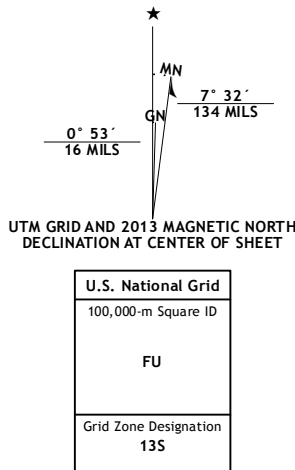 ★
MN
7° 32´
134 MILS
GN
0° 53´
16 MILS
UTM GRID AND 2013 MAGNETIC NORTH
DECLINATION AT CENTER OF SHEET
U.S. National Grid
100,000-m Square ID
FU
Grid Zone Designation
13S